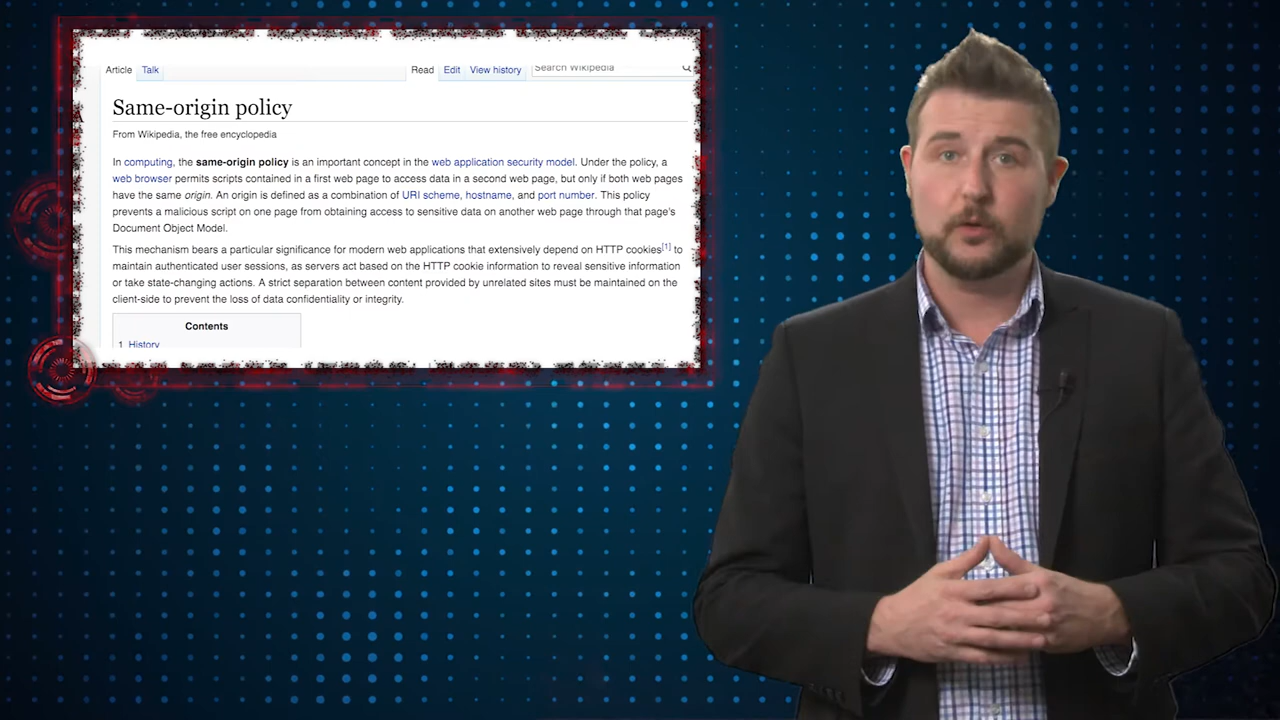 Article Talk Read Edit View history Search Wikipedia
Same-origin policy
From Wikipedia, the free encyclopedia
In computing, the same-origin policy is an important concept in the web application security model. Under the policy, a
web browser permits scripts contained in a first web page to access data in a second web page, but only if both web pages
have the same origin. An origin is defined as a combination of URI scheme, hostname, and port number. This policy
prevents a malicious script on one page from obtaining access to sensitive data on another web page through that page's
Document Object Model.
This mechanism bears a particular significance for modern web applications that extensively depend on HTTP cookies[1] to
maintain authenticated user sessions, as servers act based on the HTTP cookie information to reveal sensitive information
or take state-changing actions. A strict separation between content provided by unrelated sites must be maintained on the
client-side to prevent the loss of data confidentiality or integrity.
Contents
1 History